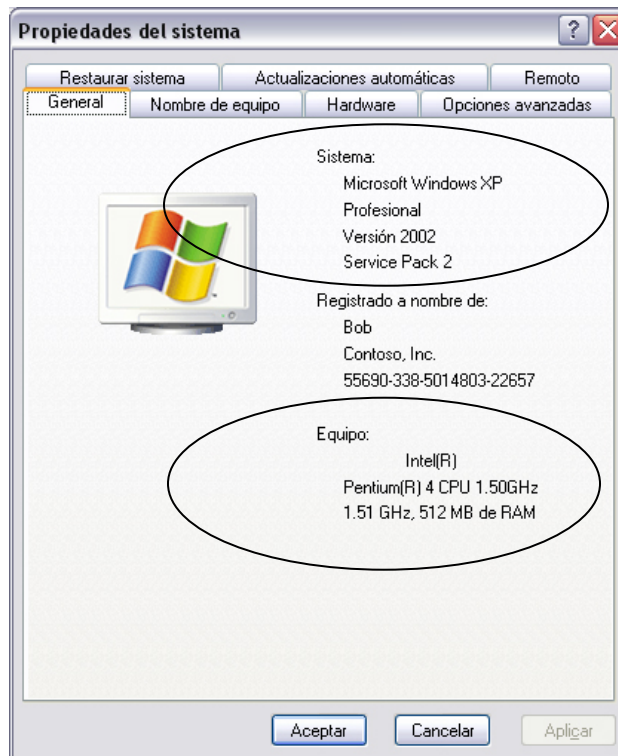 Propiedades del sistema
Restaurar sistema
Actualizaciones automáticas
Remoto
General
Nombre de equipo
Hardware
Opciones avanzadas
Sistema:
Microsoft Windows XP
Profesional
Versión 2002
Service Pack 2
Registrado a nombre de:
Bob
Contoso, Inc.
55690-338-5014803-22657
Equipo:
Intel(R)
Pentium(R) 4 CPU 1.50GHz
1.51 GHz, 512 MB de RAM
Aceptar
Cancelar
Aplicar